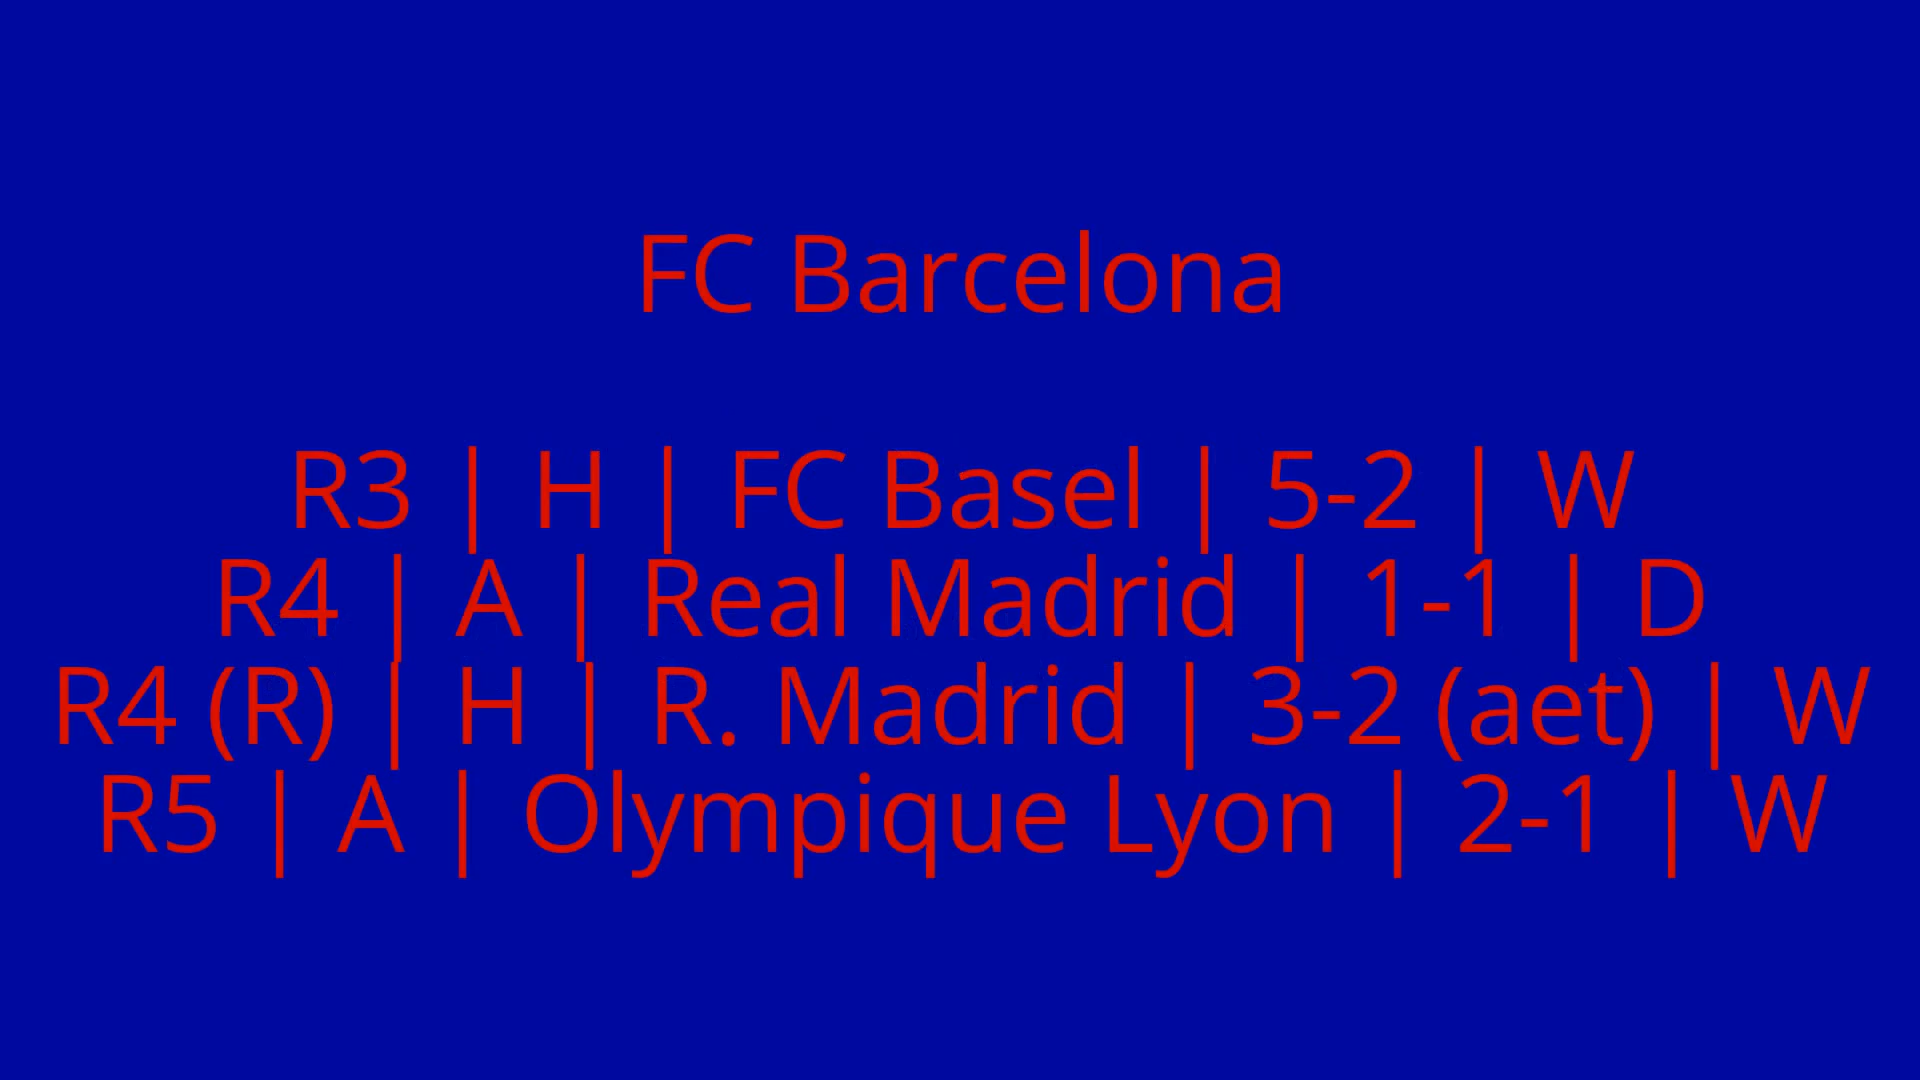 FC Barcelona
R3 | H | FC Basel | 5-2 | W
R4 | A | Real Madrid | 1-1 | D
R4 (R) | H | R. Madrid | 3-2 (aet) | W
R5 | A | Olympique Lyon | 2-1 | W